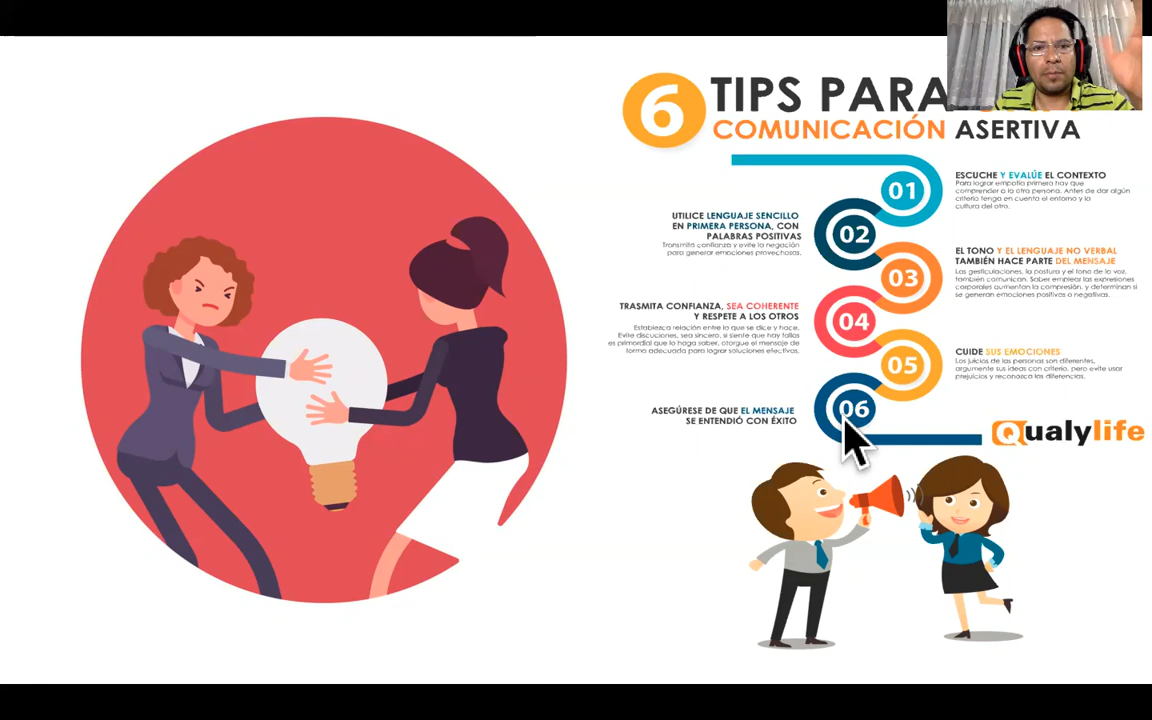 6 TIPS PARA
COMUNICACIÓN ASERTIVA
01
ESCUCHE Y EVALÚE EL CONTEXTO
Para lograr empatía primera hay que
comprender a la otra persona. Antes de dar algún
criterio tenga en cuenta el entorno y la
cultura del otro.
02
UTILICE LENGUAJE SENCILLO
EN PRIMERA PERSONA, CON
PALABRAS POSITIVAS
Transmita confianza y evite la negación
para generar emociones provechosas.
03
EL TONO Y EL LENGUAJE NO VERBAL
TAMBIÉN HACE PARTE DEL MENSAJE
Las gesticulaciones, la postura y el tono de la voz,
también comunican. Saber emplear las expresiones
corporales aumentan la compresión, y determinan si
se generan emociones positivas o negativas.
04
TRASMITA CONFIANZA, SEA COHERENTE
Y RESPETE A LOS OTROS
Establezca relación entre lo que se dice y hace.
Evite discuciones, sea sincero, si siente que hay fallas
es primordial que lo haga saber, otorgue el mensaje de
forma adecuada para lograr soluciones efectivas.
05
CUIDE SUS EMOCIONES
Los juicios de las personas son diferentes,
argumente sus ideas con criterio, pero evite usar
prejuicios y reconozca las diferencias.
06
ASEGÚRESE DE QUE EL MENSAJE
SE ENTENDIÓ CON ÉXITO
Qualylife